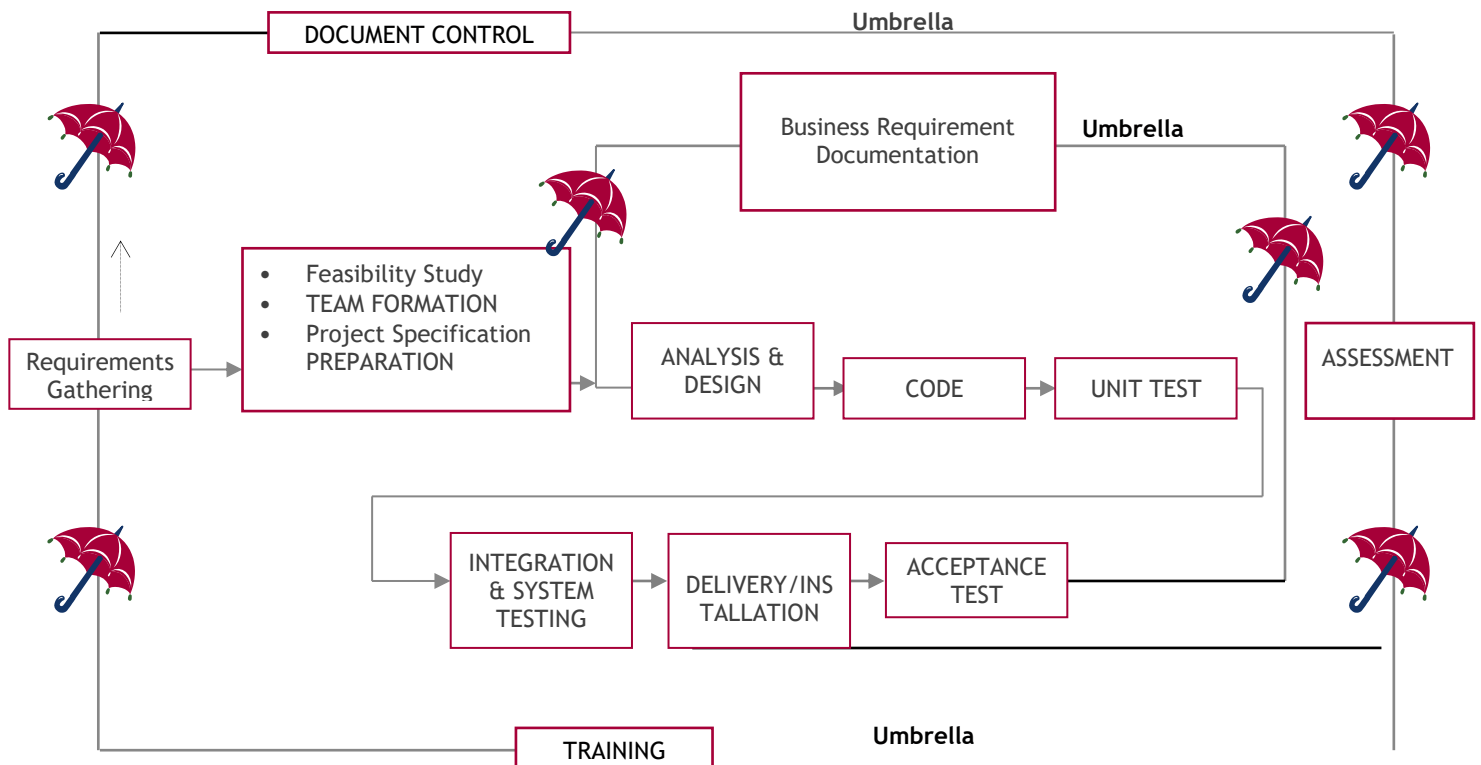 DOCUMENT CONTROL
Umbrella
Business Requirement
Documentation
Umbrella
• Feasibility Study
• TEAM FORMATION
• Project Specification
PREPARATION
Requirements
Gathering
ANALYSIS &
DESIGN
CODE
UNIT TEST
ASSESSMENT
INTEGRATION
& SYSTEM
TESTING
DELIVERY/INS
TALLATION
ACCEPTANCE
TEST
Umbrella
TRAINING